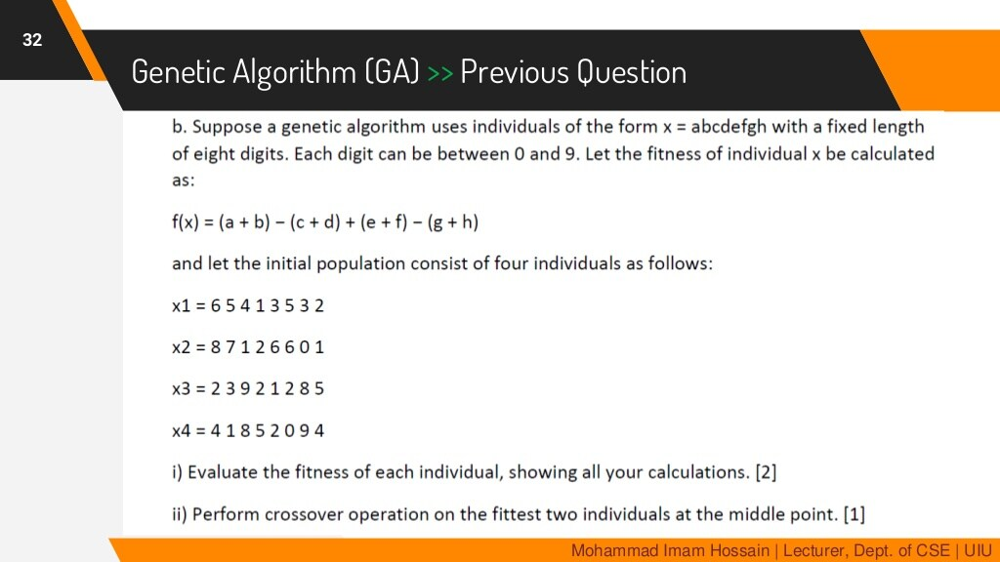 32
Genetic Algorithm (GA) >> Previous Question
b. Suppose a genetic algorithm uses individuals of the form x = abcdefgh with a fixed length
of eight digits. Each digit can be between 0 and 9. Let the fitness of individual x be calculated
as:
f(x) = (a + b) − (c + d) + (e + f) − (g + h)
and let the initial population consist of four individuals as follows:
x1 = 6 5 4 1 3 5 3 2
x2 = 8 7 1 2 6 6 0 1
x3 = 2 3 9 2 1 2 8 5
x4 = 4 1 8 5 2 0 9 4
i) Evaluate the fitness of each individual, showing all your calculations. [2]
ii) Perform crossover operation on the fittest two individuals at the middle point. [1]
Mohammad Imam Hossain | Lecturer, Dept. of CSE | UIU